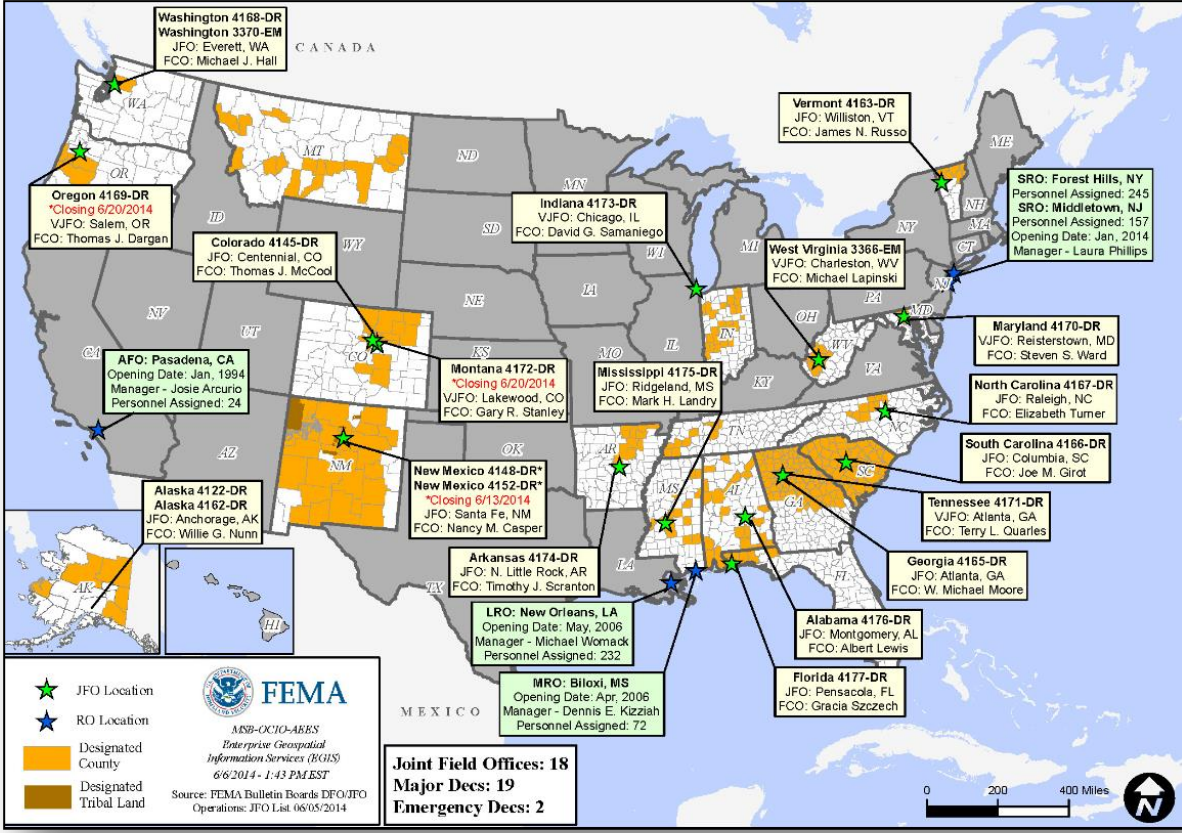 Washington 4168-DR
Washington 3370-EM
JFO: Everett, WA
FCO: Michael J. Hall
CANADA
WA
OR
MT
ND
MN
ID
WY
SD
WI
MI
NY
ME
NH
MA
CT
NJ
PA
MD
NV
UT
CA
CO
NE
IA
KS
MO
IL
IN
OH
WV
VA
KY
AZ
NM
OK
AR
TN
NC
SC
MS
AL
GA
LA
TX
FL
AK
HI
MEXICO
Vermont 4163-DR
JFO: Williston, VT
FCO: James N. Russo
SRO: Forest Hills, NY
Personnel Assigned: 245
SRO: Middletown, NJ
Personnel Assigned: 157
Opening Date: Jan, 2014
Manager - Laura Phillips
Oregon 4169-DR
*Closing 6/20/2014
VJFO: Salem, OR
FCO: Thomas J. Dargan
Indiana 4173-DR
VJFO: Chicago, IL
FCO: David G. Samaniego
Colorado 4145-DR
JFO: Centennial, CO
FCO: Thomas J. McCool
West Virginia 3366-EM
VJFO: Charleston, WV
FCO: Michael Lapinski
Maryland 4170-DR
VJFO: Reisterstown, MD
FCO: Steven S. Ward
AFO: Pasadena, CA
Opening Date: Jan, 1994
Manager - Josie Arcurio
Personnel Assigned: 24
Montana 4172-DR
*Closing 6/20/2014
VJFO: Lakewood, CO
FCO: Gary R. Stanley
Mississippi 4175-DR
JFO: Ridgeland, MS
FCO: Mark H. Landry
North Carolina 4167-DR
JFO: Raleigh, NC
FCO: Elizabeth Turner
South Carolina 4166-DR
JFO: Columbia, SC
FCO: Joe M. Girot
New Mexico 4148-DR*
New Mexico 4152-DR*
*Closing 6/13/2014
JFO: Santa Fe, NM
FCO: Nancy M. Casper
Alaska 4122-DR
Alaska 4162-DR
JFO: Anchorage, AK
FCO: Willie G. Nunn
Tennessee 4171-DR
VJFO: Atlanta, GA
FCO: Terry L. Quarles
Arkansas 4174-DR
JFO: N. Little Rock, AR
FCO: Timothy J. Scranton
Georgia 4165-DR
JFO: Atlanta, GA
FCO: W. Michael Moore
LRO: New Orleans, LA
Opening Date: May, 2006
Manager - Michael Womack
Personnel Assigned: 232
Alabama 4176-DR
JFO: Montgomery, AL
FCO: Albert Lewis
MRO: Biloxi, MS
Opening Date: Apr, 2006
Manager - Dennis E. Kizziah
Personnel Assigned: 72
Florida 4177-DR
JFO: Pensacola, FL
FCO: Gracia Szczech
JFO Location
RO Location
Designated
County
Designated
Tribal Land
FEMA
MSB-OCIO-AEES
Enterprise Geospatial
Information Services (EGIS)
6/6/2014 - 1:43 PM EST
Source: FEMA Bulletin Boards DFO/JFO
Operations: JFO List 06/05/2014
Joint Field Offices: 18
Major Decs: 19
Emergency Decs: 2
0 200 400 Miles
N